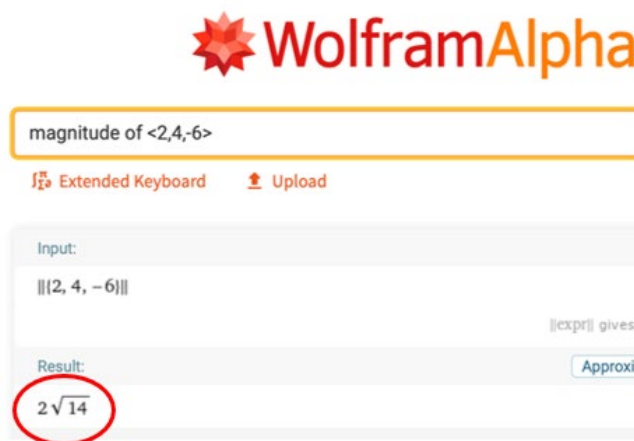 WolframAlpha
magnitude of <2,4,-6>
Extended Keyboard Upload
Input:
||{2, 4, -6}||
||expr|| gives
Result:
Approxi
2√14